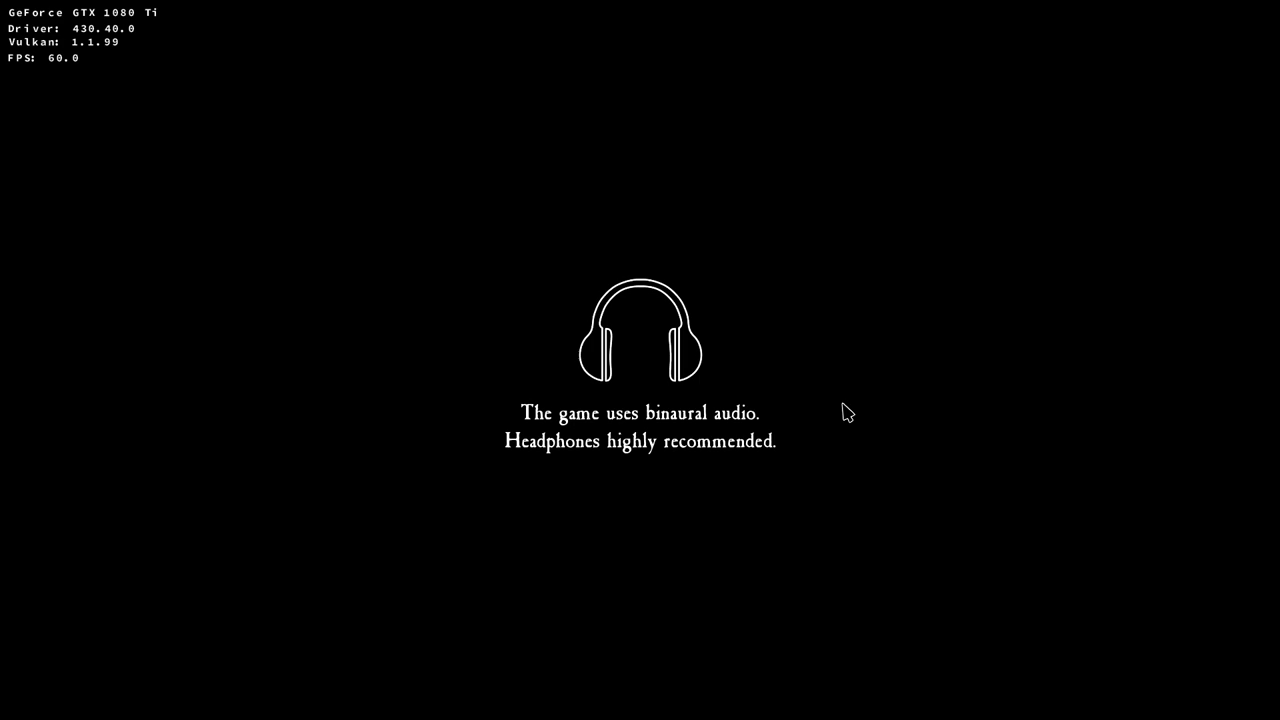 GeForce GTX 1080 Ti
Driver: 430.40.0
Vulkan: 1.1.99
FPS: 60.0
The game uses binaural audio.
Headphones highly recommended.